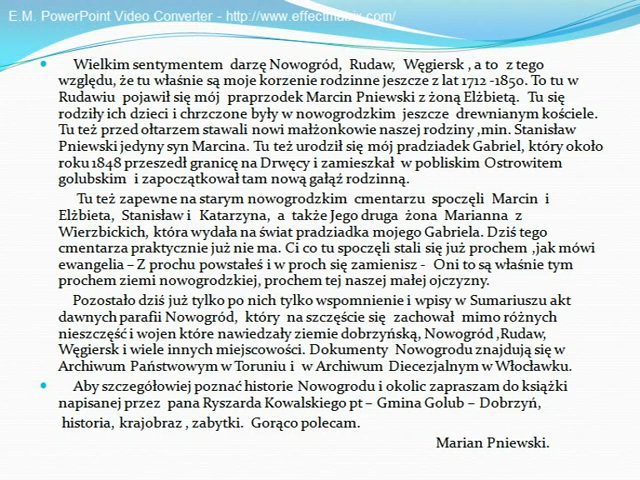 E.M. PowerPoint Video Converter - http://www.effectmatrix.com/
Wielkim sentymentem darzę Nowogród, Rudaw, Węgiersk , a to z tego
względu, że tu właśnie są moje korzenie rodzinne jeszcze z lat 1712 -1850. To tu w
Rudawiu pojawił się mój praprzodek Marcin Pniewski z żoną Elżbietą. Tu się
rodziły ich dzieci i chrzczone były w nowogrodzkim jeszcze drewnianym kościele.
Tu też przed ołtarzem stawali nowi małżonkowie naszej rodziny ,min. Stanisław
Pniewski jedyny syn Marcina. Tu też urodził się mój pradziadek Gabriel, który około
roku 1848 przeszedł granicę na Drwęcy i zamieszkał w pobliskim Ostrowitem
golubskim i zapoczątkował tam nową gałąź rodzinną.
Tu też zapewne na starym nowogrodzkim cmentarzu spoczęli Marcin i
Elżbieta, Stanisław i Katarzyna, a także Jego druga żona Marianna z
Wierzbickich, która wydała na świat pradziadka mojego Gabriela. Dziś tego
cmentarza praktycznie już nie ma. Ci co tu spoczęli stali się już prochem ,jak mówi
ewangelia – Z prochu powstałeś i w proch się zamienisz - Oni to są właśnie tym
prochem ziemi nowogrodzkiej, prochem tej naszej małej ojczyzny.
Pozostało dziś już tylko po nich tylko wspomnienie i wpisy w Sumariuszu akt
dawnych parafii Nowogród, który na szczęście się zachował mimo różnych
nieszczęść i wojen które nawiedzały ziemie dobrzyńską, Nowogród ,Rudaw,
Węgiersk i wiele innych miejscowości. Dokumenty Nowogrodu znajdują się w
Archiwum Państwowym w Toruniu i w Archiwum Diecezjalnym w Włocławku.
Aby szczegółowiej poznać historie Nowogrodu i okolic zapraszam do książki
napisanej przez pana Ryszarda Kowalskiego pt – Gmina Golub – Dobrzyń,
historia, krajobraz , zabytki. Gorąco polecam.
Marian Pniewski.